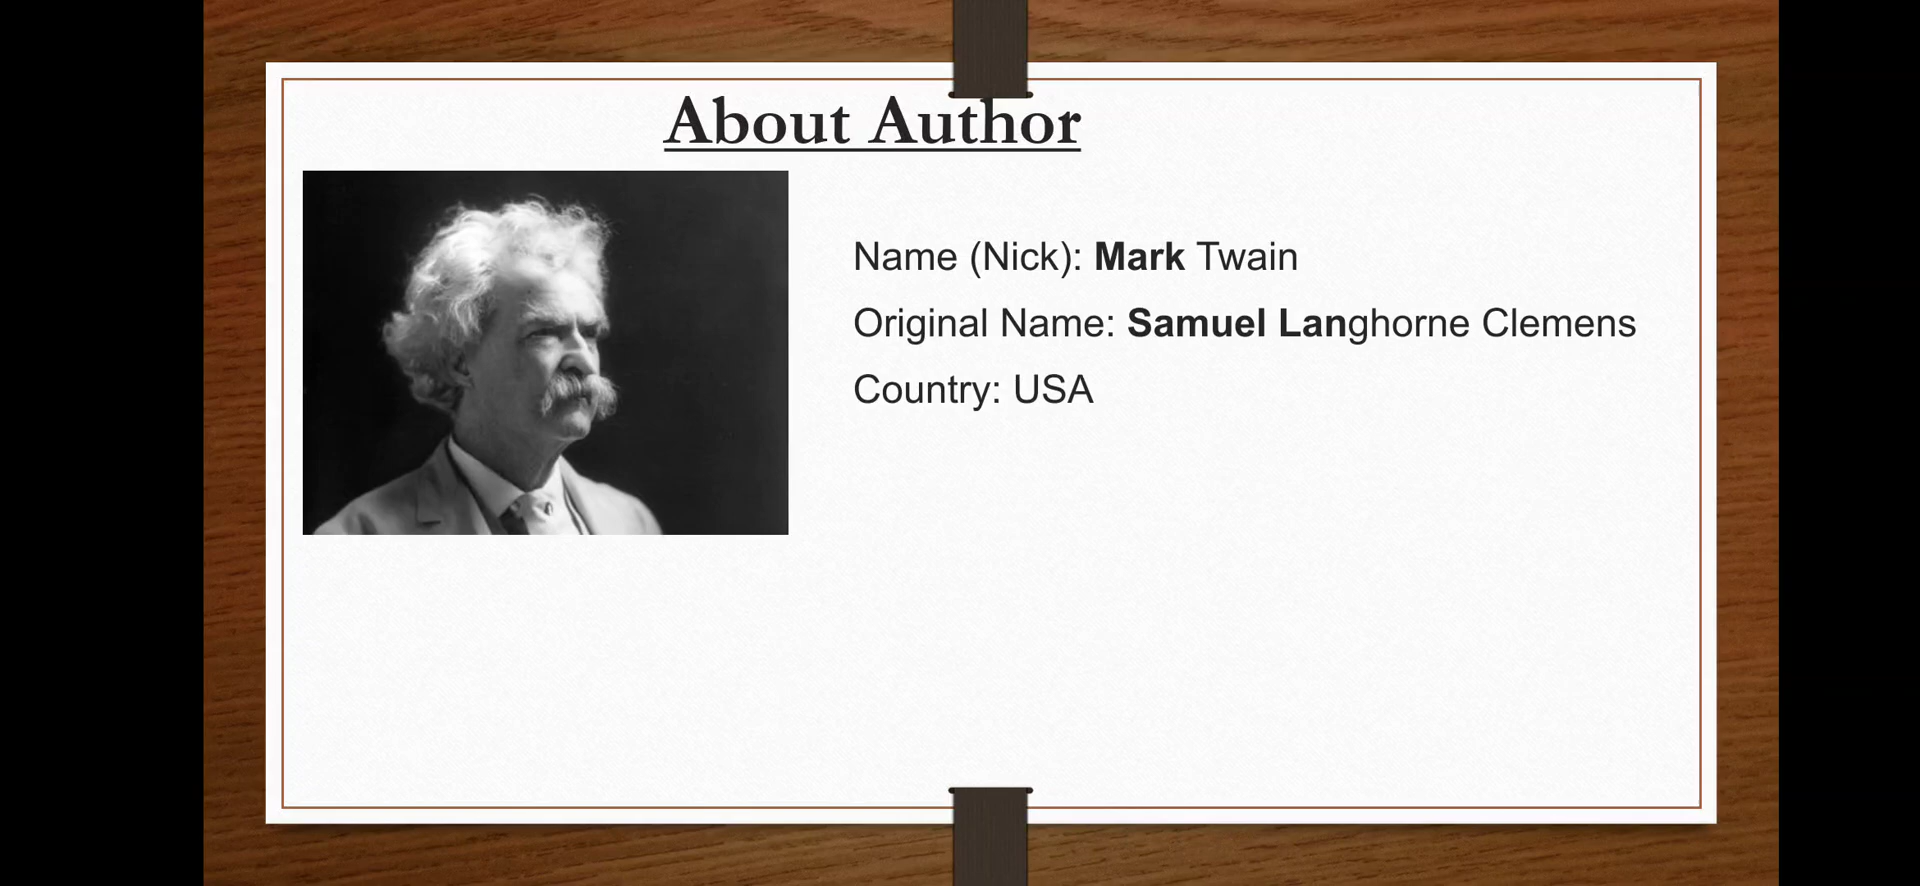 About Author
Name (Nick): Mark Twain
Original Name: Samuel Langhorne Clemens
Country: USA